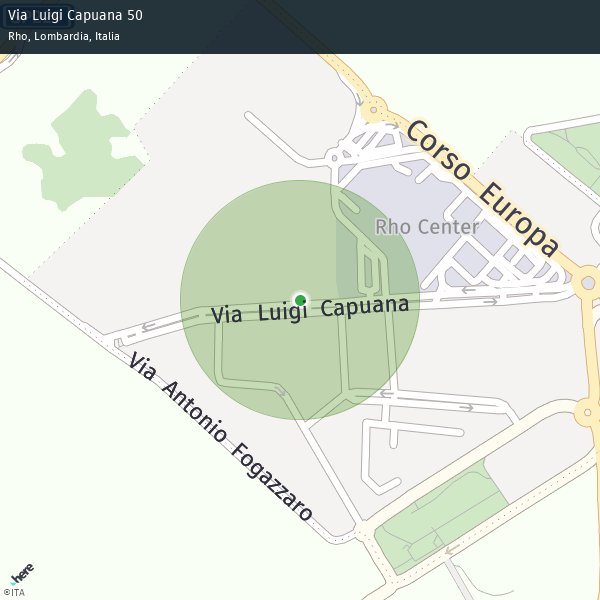 Via Luigi Capuana 50
Rho, Lombardia, Italia
Corso Europa
Rho Center
Via Luigi Capuana
Via Antonio Fogazzaro
here
©ITA